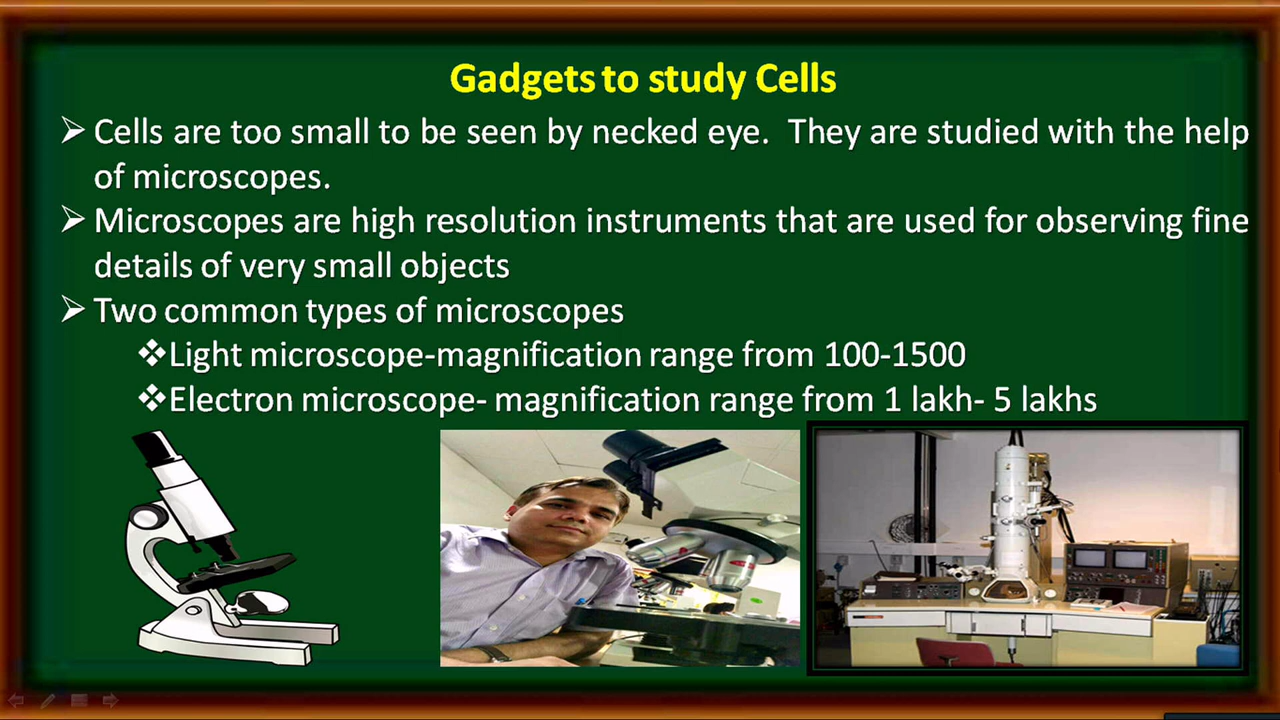 Gadgets to study Cells
➢ Cells are too small to be seen by necked eye. They are studied with the help
of microscopes.
➢ Microscopes are high resolution instruments that are used for observing fine
details of very small objects
➢ Two common types of microscopes
❖Light microscope-magnification range from 100-1500
❖Electron microscope- magnification range from 1 lakh- 5 lakhs